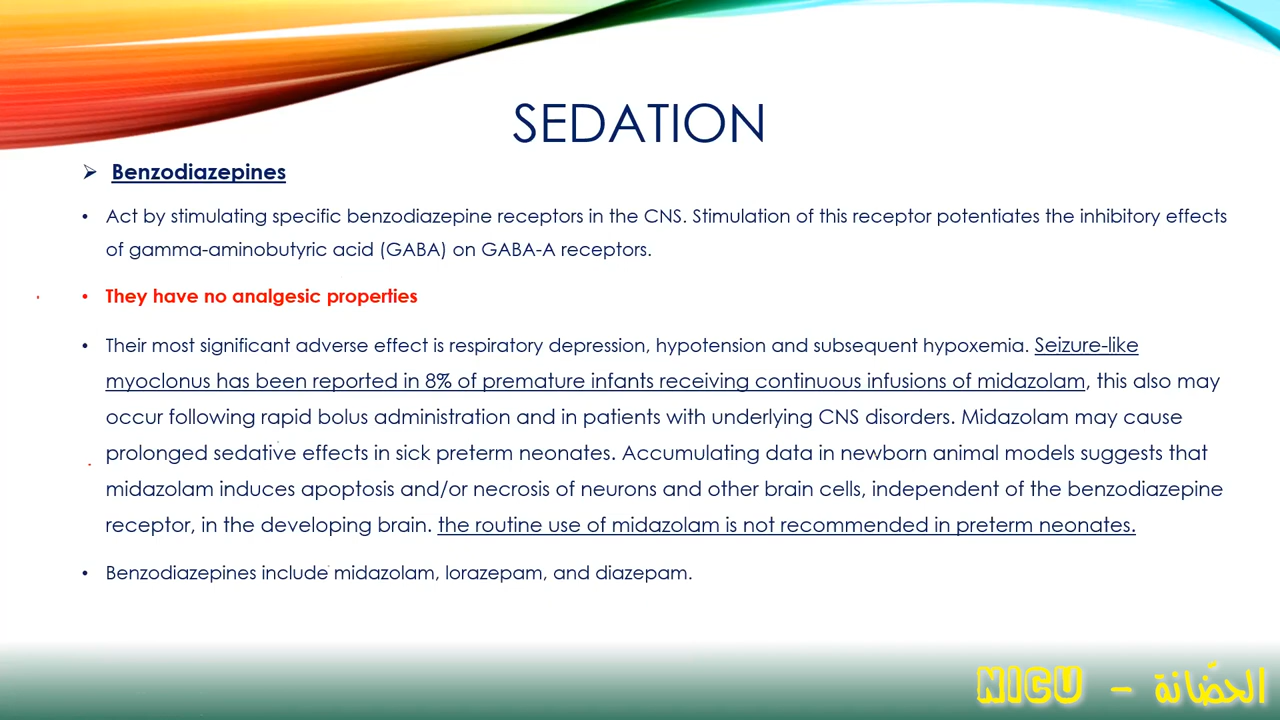 SEDATION
Benzodiazepines
• Act by stimulating specific benzodiazepine receptors in the CNS. Stimulation of this receptor potentiates the inhibitory effects
of gamma-aminobutyric acid (GABA) on GABA-A receptors.
• They have no analgesic properties
• Their most significant adverse effect is respiratory depression, hypotension and subsequent hypoxemia. Seizure-like
myoclonus has been reported in 8% of premature infants receiving continuous infusions of midazolam, this also may
occur following rapid bolus administration and in patients with underlying CNS disorders. Midazolam may cause
prolonged sedative effects in sick preterm neonates. Accumulating data in newborn animal models suggests that
midazolam induces apoptosis and/or necrosis of neurons and other brain cells, independent of the benzodiazepine
receptor, in the developing brain. the routine use of midazolam is not recommended in preterm neonates.
• Benzodiazepines include midazolam, lorazepam, and diazepam.
NICU - الحضّانة